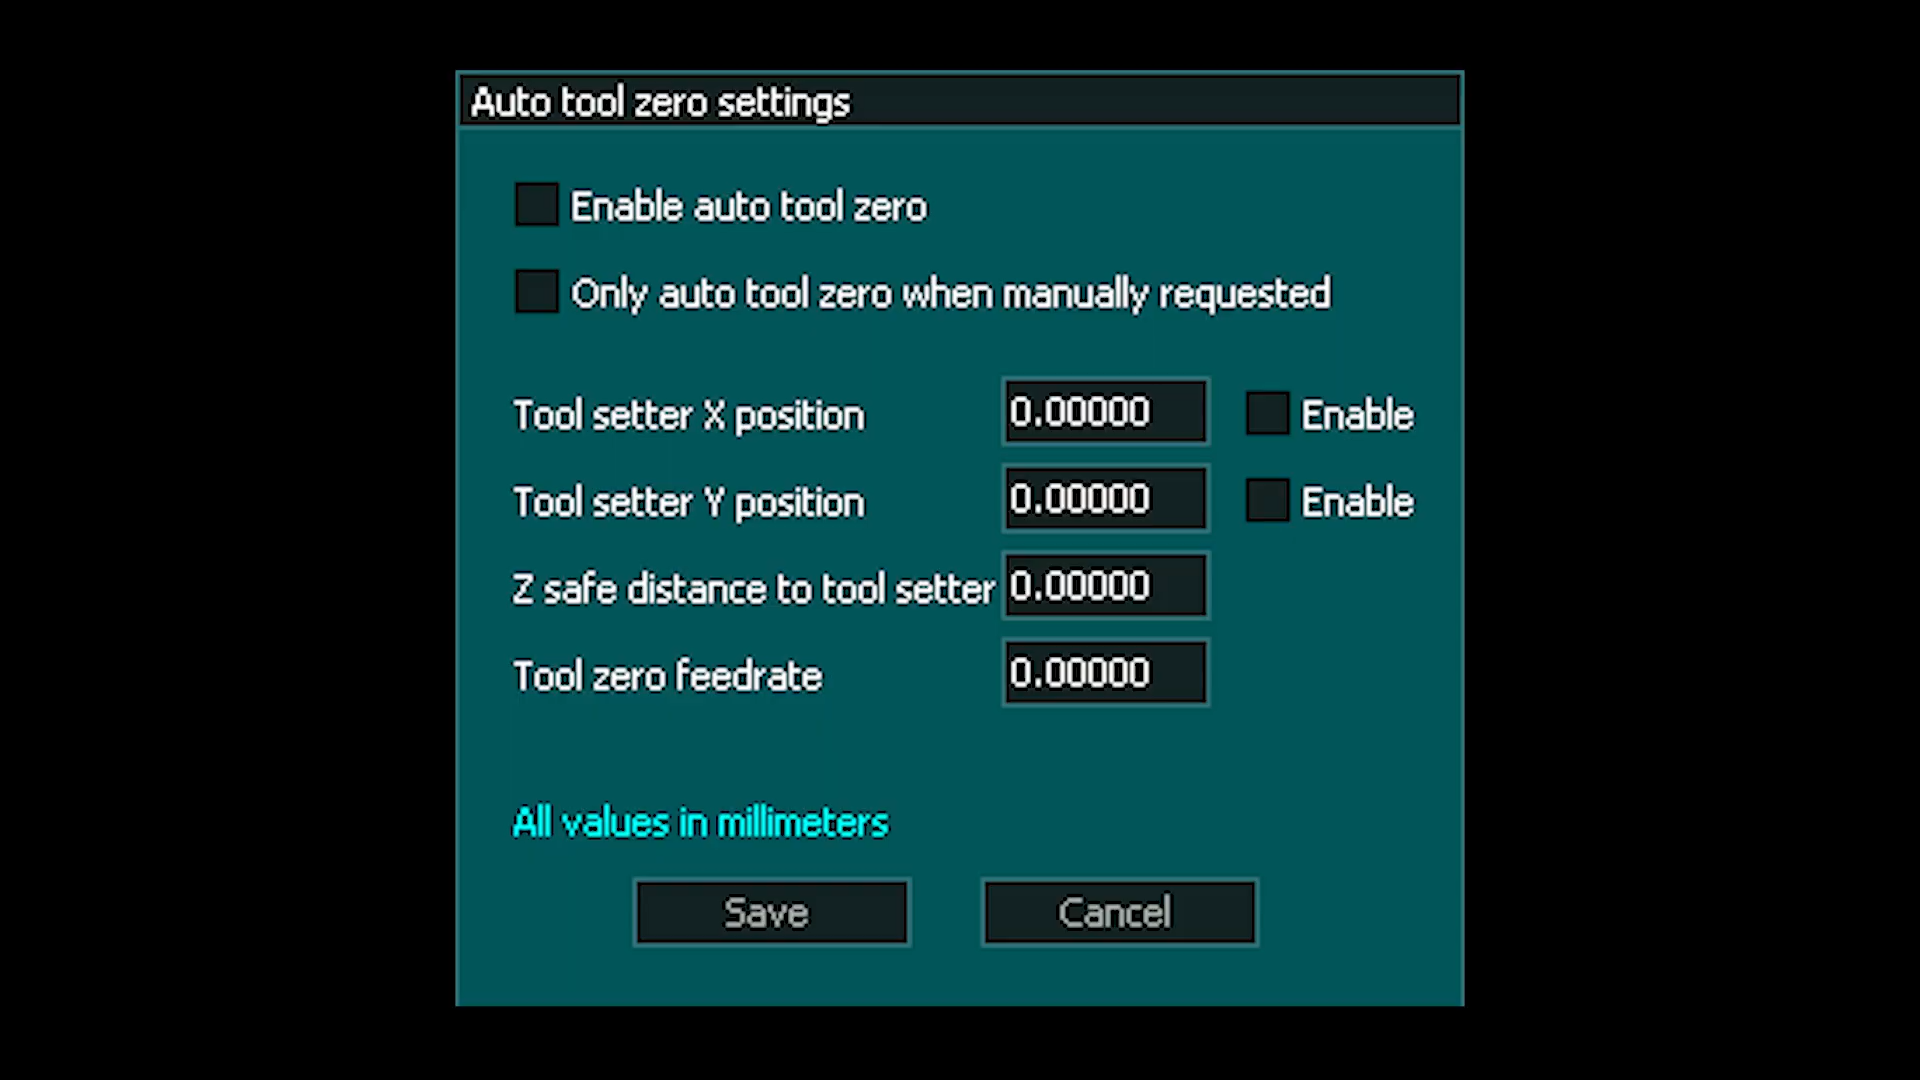 Auto tool zero settings
Enable auto tool zero
Only auto tool zero when manually requested
Tool setter X position 0.00000 Enable
Tool setter Y position 0.00000 Enable
Z safe distance to tool setter 0.00000
Tool zero feedrate 0.00000
All values in millimeters
Save Cancel